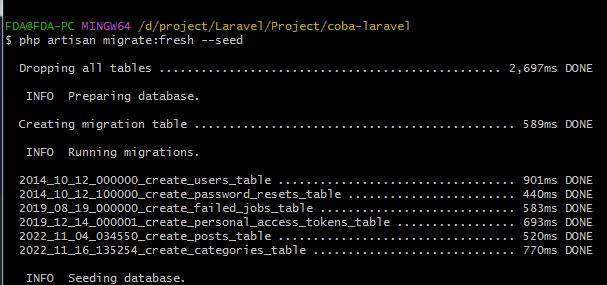 FDA@FDA-PC MINGW64 /d/project/Laravel/Project/coba-laravel
$ php artisan migrate:fresh --seed
Dropping all tables ................................................ 2,697ms DONE
INFO Preparing database.
Creating migration table ............................................. 589ms DONE
INFO Running migrations.
2014_10_12_000000_create_users_table ................................. 901ms DONE
2014_10_12_100000_create_password_resets_table ....................... 440ms DONE
2019_08_19_000000_create_failed_jobs_table ........................... 583ms DONE
2019_12_14_000001_create_personal_access_tokens_table ................ 693ms DONE
2022_11_04_034550_create_posts_table ................................. 520ms DONE
2022_11_16_135254_create_categories_table ............................ 770ms DONE
INFO Seeding database.